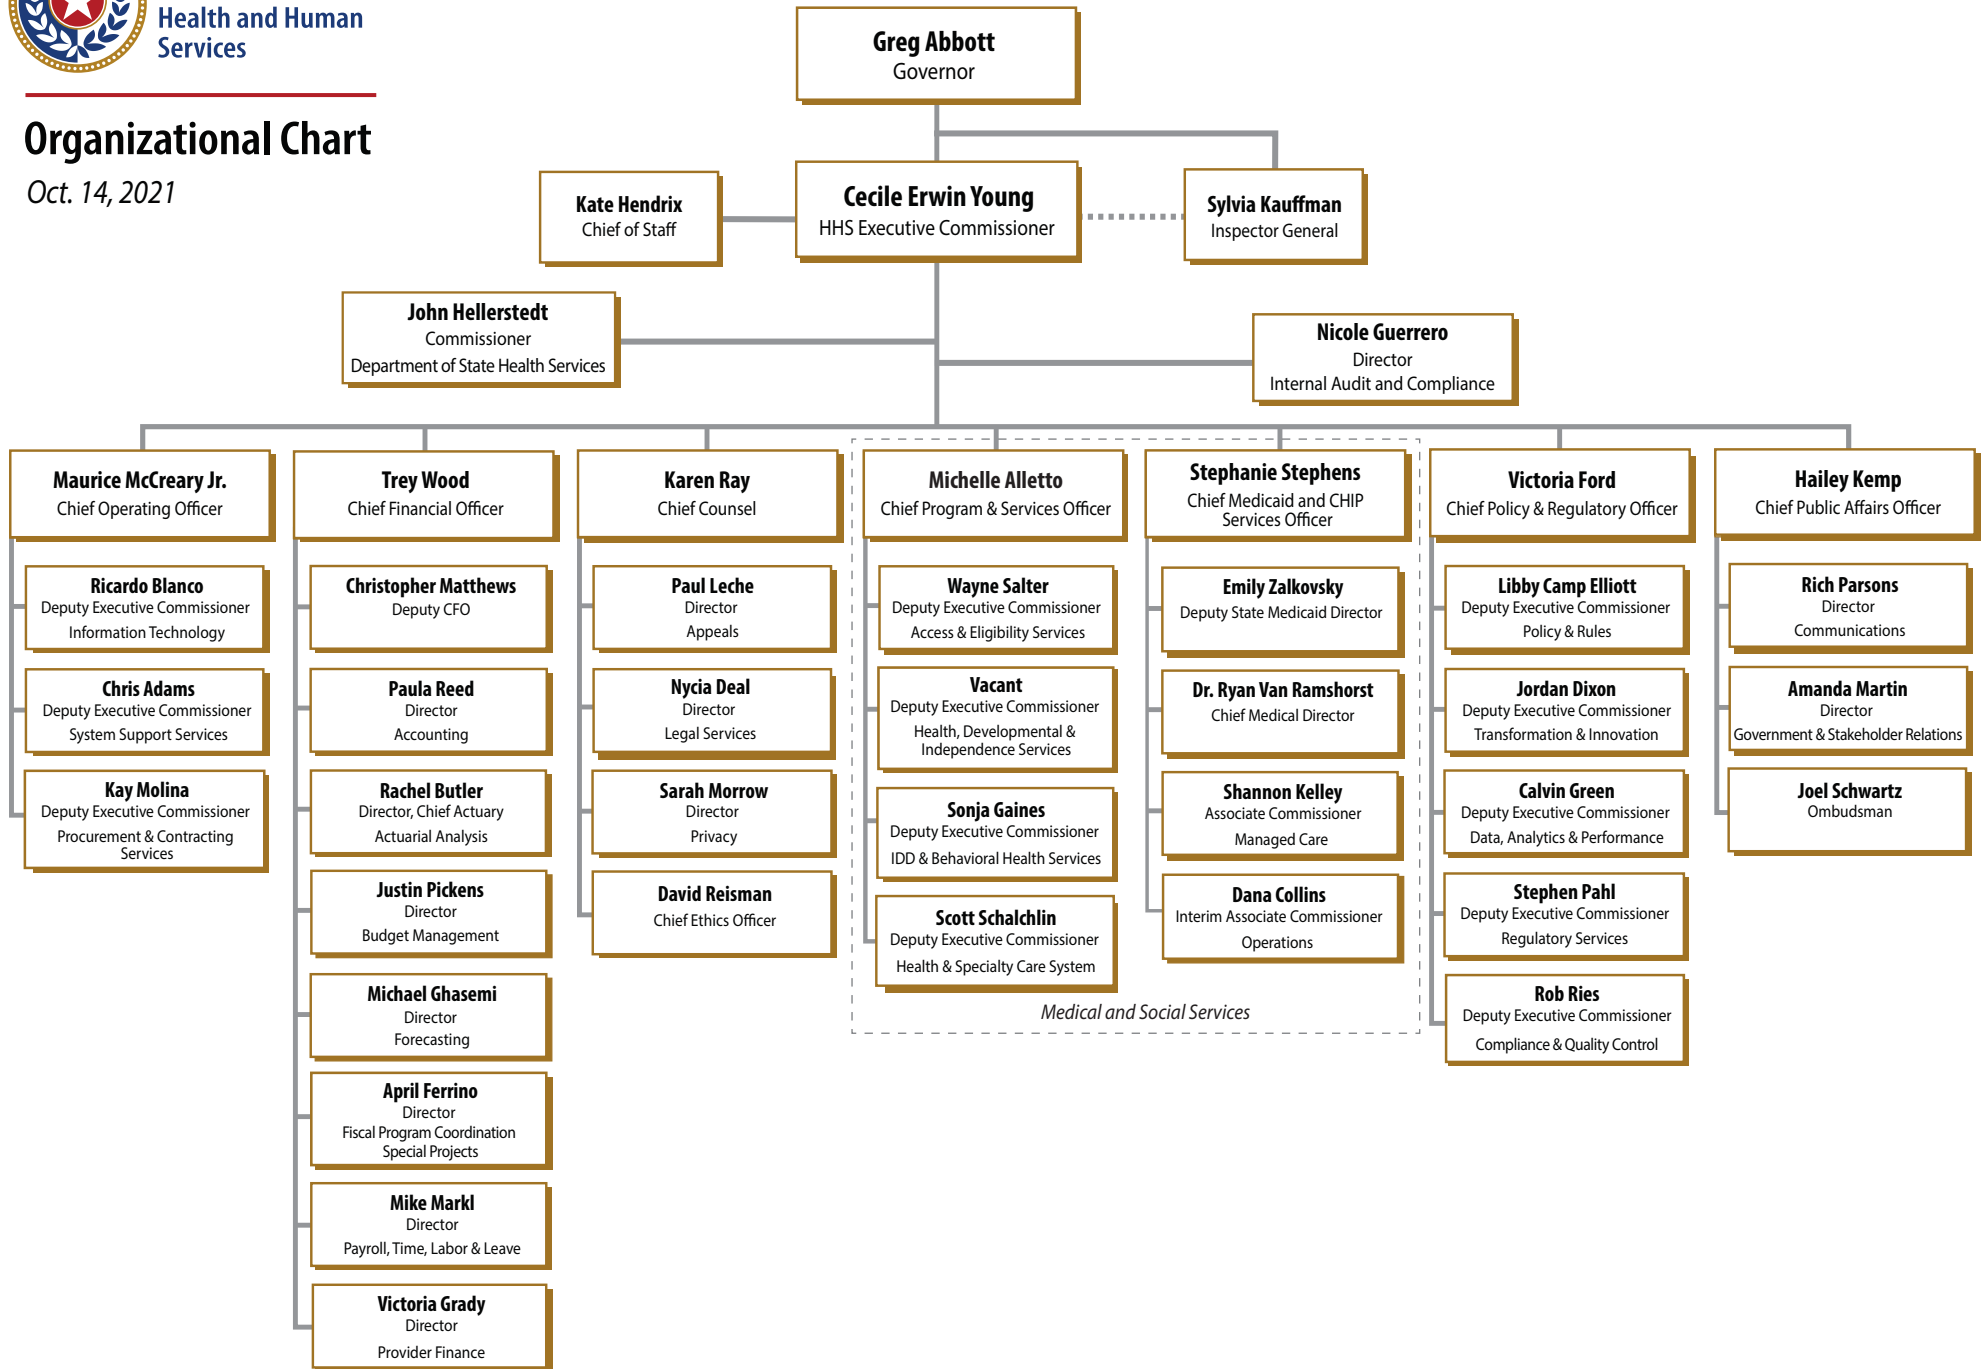 Health and Human
Services
Organizational Chart
Oct. 14, 2021
Greg Abbott
Governor
Kate Hendrix
Chief of Staff
Cecile Erwin Young
HHS Executive Commissioner
Sylvia Kauffman
Inspector General
John Hellerstedt
Commissioner
Department of State Health Services
Nicole Guerrero
Director
Internal Audit and Compliance
Maurice McCreary Jr.
Chief Operating Officer
Ricardo Blanco
Deputy Executive Commissioner
Information Technology
Chris Adams
Deputy Executive Commissioner
System Support Services
Kay Molina
Deputy Executive Commissioner
Procurement & Contracting
Services
Trey Wood
Chief Financial Officer
Christopher Matthews
Deputy CFO
Paula Reed
Director
Accounting
Rachel Butler
Director, Chief Actuary
Actuarial Analysis
Justin Pickens
Director
Budget Management
Michael Ghasemi
Director
Forecasting
April Ferrino
Director
Fiscal Program Coordination
Special Projects
Mike Markl
Director
Payroll, Time, Labor & Leave
Victoria Grady
Director
Provider Finance
Karen Ray
Chief Counsel
Paul Leche
Director
Appeals
Nycia Deal
Director
Legal Services
Sarah Morrow
Director
Privacy
David Reisman
Chief Ethics Officer
Michelle Alletto
Chief Program & Services Officer
Wayne Salter
Deputy Executive Commissioner
Access & Eligibility Services
Vacant
Deputy Executive Commissioner
Health, Developmental &
Independence Services
Sonja Gaines
Deputy Executive Commissioner
IDD & Behavioral Health Services
Scott Schalchlin
Deputy Executive Commissioner
Health & Specialty Care System
Stephanie Stephens
Chief Medicaid and CHIP
Services Officer
Emily Zalkovsky
Deputy State Medicaid Director
Dr. Ryan Van Ramshorst
Chief Medical Director
Shannon Kelley
Associate Commissioner
Managed Care
Dana Collins
Interim Associate Commissioner
Operations
Medical and Social Services
Victoria Ford
Chief Policy & Regulatory Officer
Libby Camp Elliott
Deputy Executive Commissioner
Policy & Rules
Jordan Dixon
Deputy Executive Commissioner
Transformation & Innovation
Calvin Green
Deputy Executive Commissioner
Data, Analytics & Performance
Stephen Pahl
Deputy Executive Commissioner
Regulatory Services
Rob Ries
Deputy Executive Commissioner
Compliance & Quality Control
Hailey Kemp
Chief Public Affairs Officer
Rich Parsons
Director
Communications
Amanda Martin
Director
Government & Stakeholder Relations
Joel Schwartz
Ombudsman